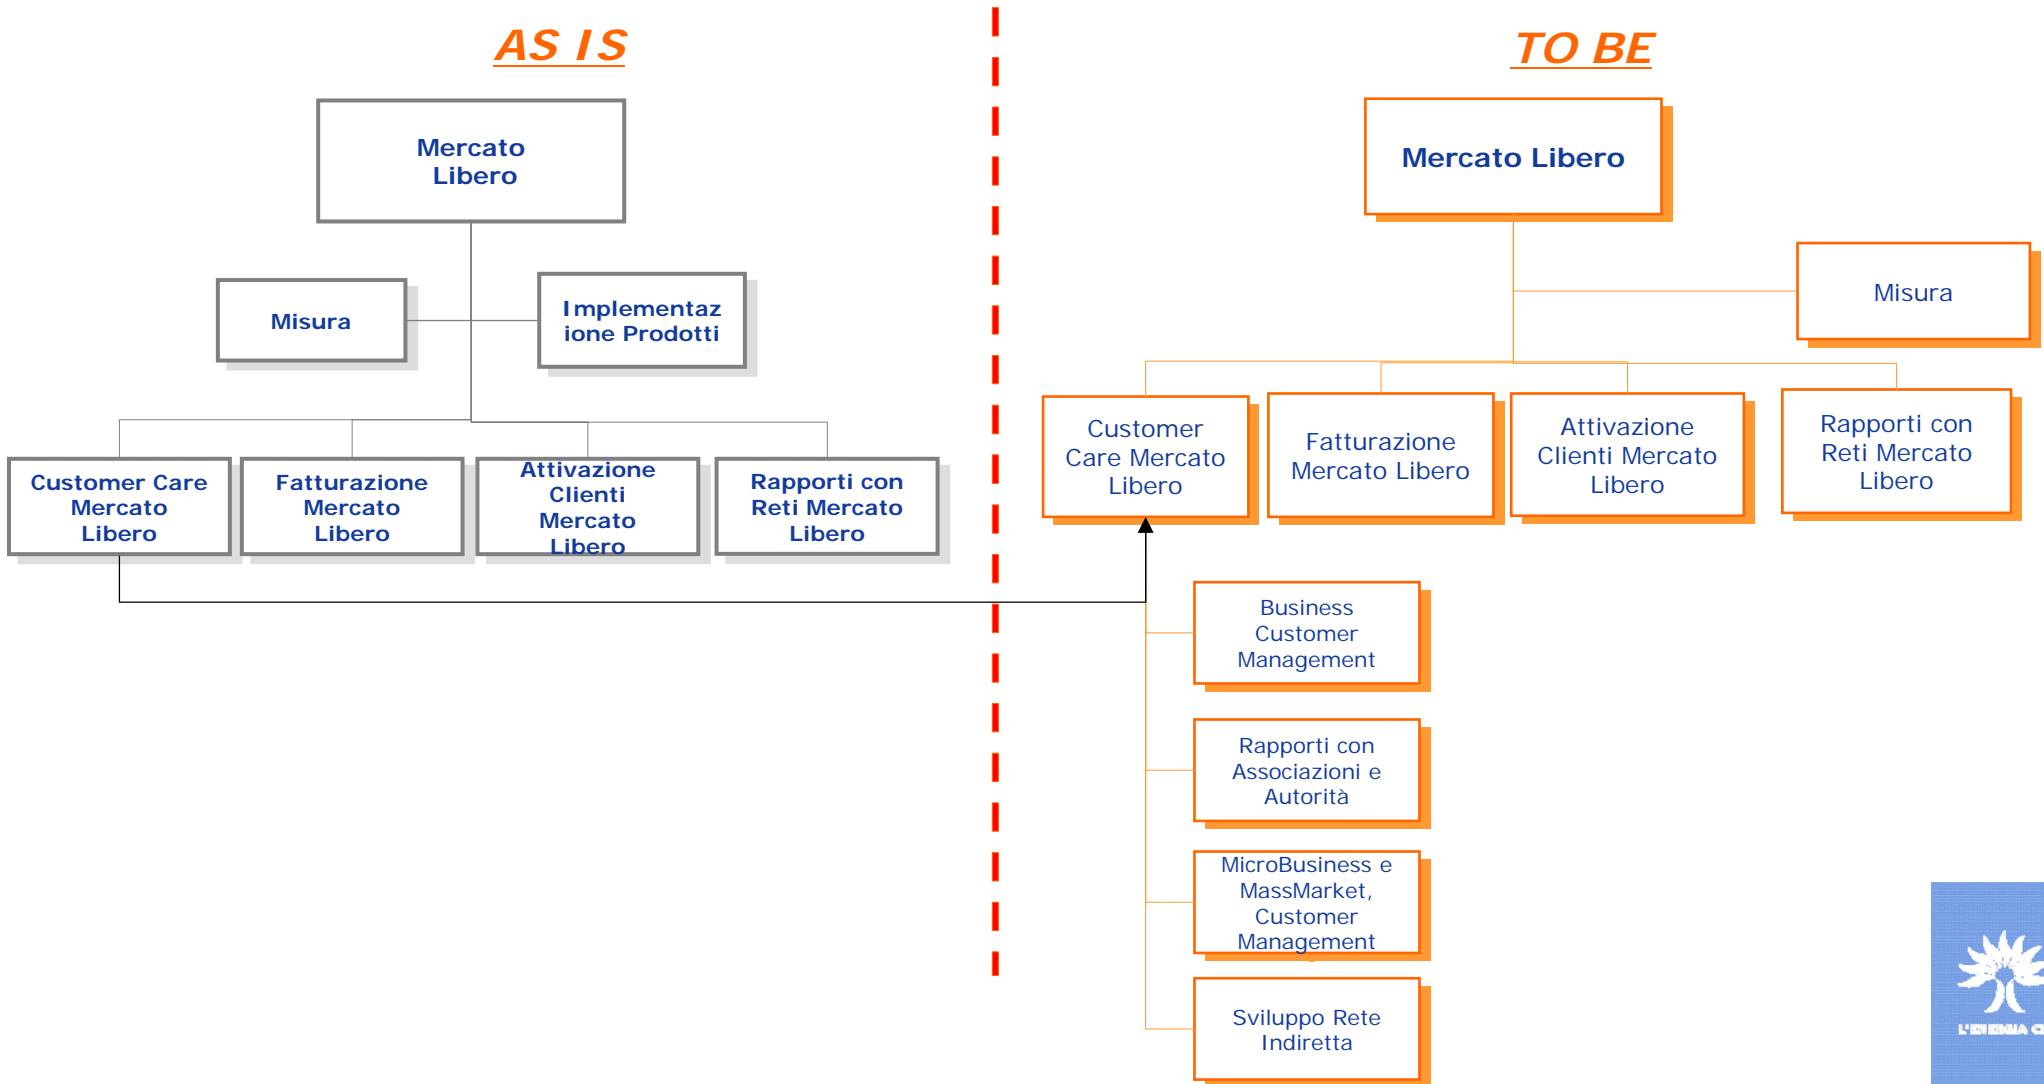 AS IS
Mercato
Libero
Misura
Implementaz
ione Prodotti
Customer Care
Mercato
Libero
Fatturazione
Mercato
Libero
Attivazione
Clienti
Mercato
Libero
Rapporti con
Reti Mercato
Libero
TO BE
Mercato Libero
Misura
Customer
Care Mercato
Libero
Fatturazione
Mercato Libero
Attivazione
Clienti Mercato
Libero
Rapporti con
Reti Mercato
Libero
Business
Customer
Management
Rapporti con
Associazioni e
Autorità
MicroBusiness e
MassMarket,
Customer
Management
Sviluppo Rete
Indiretta
L'ENERGIA